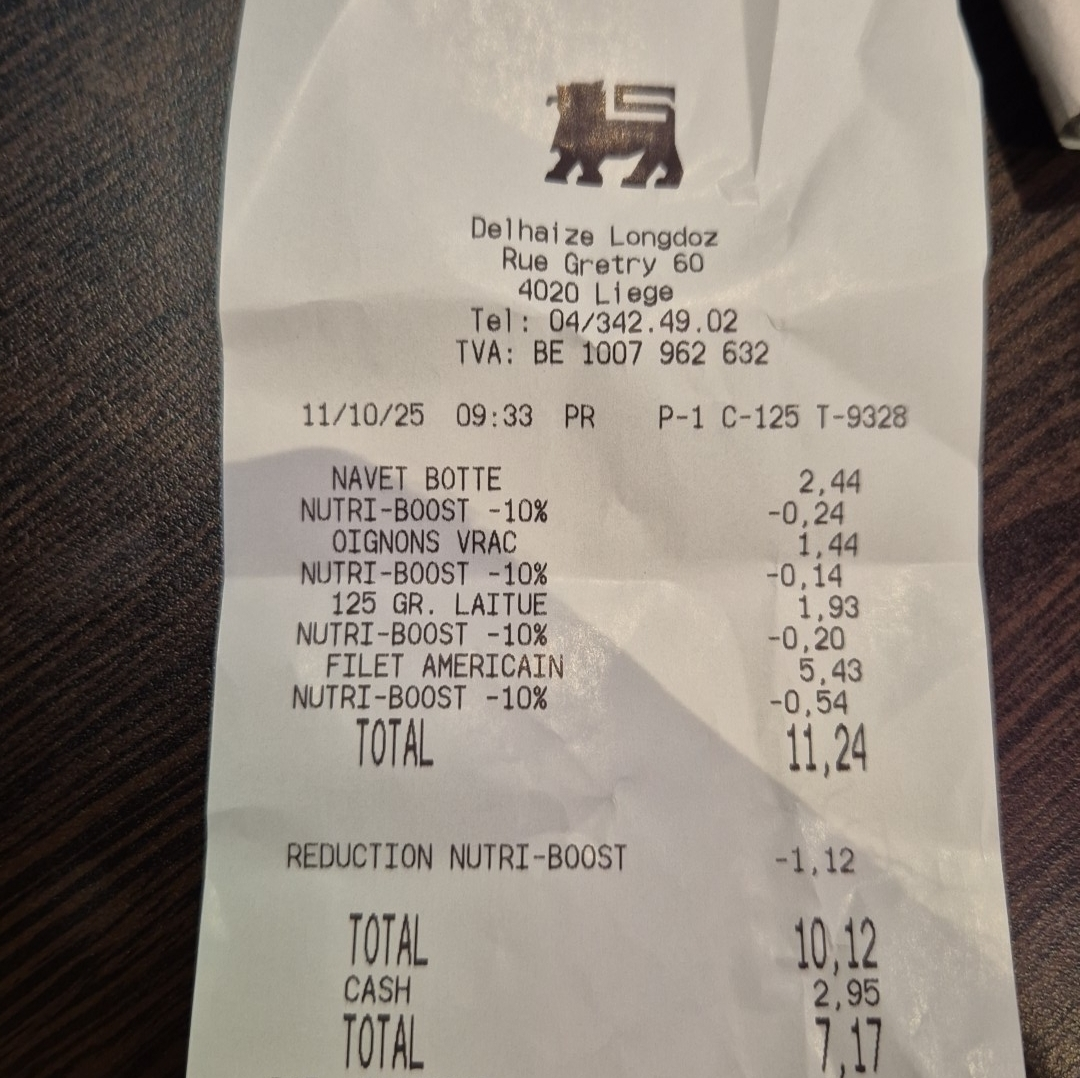 Delhaize Longdoz
Rue Gretry 60
4020 Liege
Tel: 04/342.49.02
TVA: BE 1007 962 632
11/10/25 09:33 PR P-1 C-125 T-9328
NAVET BOTTE 2,44
NUTRI-BOOST -10% -0,24
OIGNONS VRAC 1,44
NUTRI-BOOST -10% -0,14
125 GR. LAITUE 1,93
NUTRI-BOOST -10% -0,20
FILET AMERICAIN 5,43
NUTRI-BOOST -10% -0,54
TOTAL 11,24
REDUCTION NUTRI-BOOST -1,12
TOTAL 10,12
CASH 2,95
TOTAL 7,17